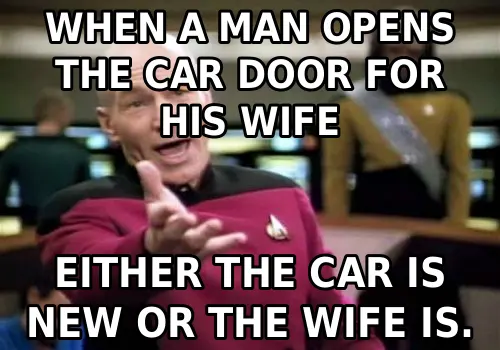 WHEN A MAN OPENS
THE CAR DOOR FOR
HIS WIFE
EITHER THE CAR IS
NEW OR THE WIFE IS.